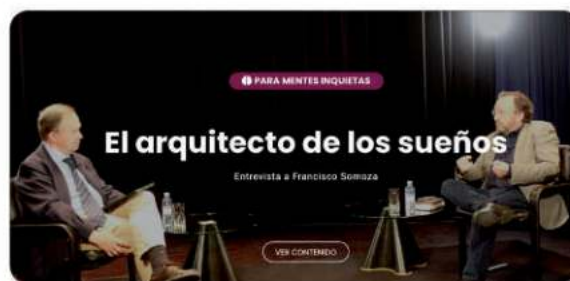 PARA MENTES INQUIETAS
El arquitecto de los sueños
Entrevista a Francisco Somoza
VER CONTENIDO